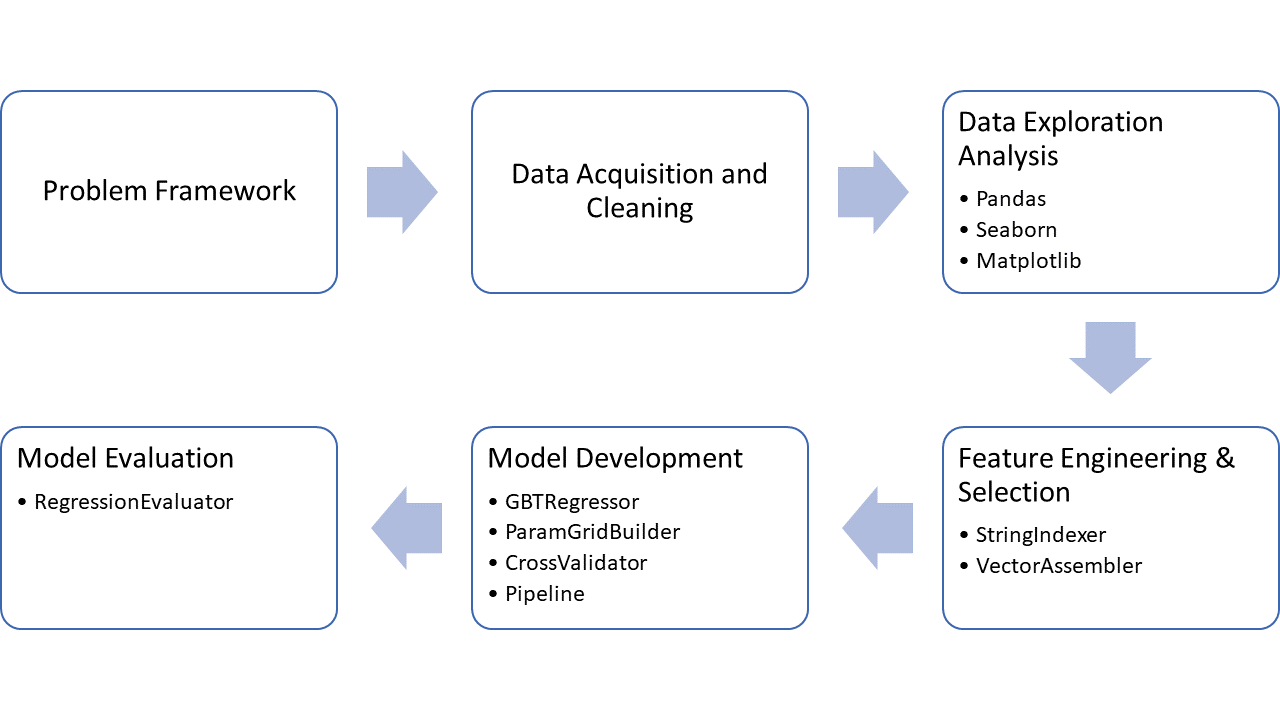 Problem Framework
Data Acquisition and
Cleaning
Data Exploration
Analysis
• Pandas
• Seaborn
• Matplotlib
Feature Engineering &
Selection
• StringIndexer
• VectorAssembler
Model Development
• GBTRegressor
• ParamGridBuilder
• CrossValidator
• Pipeline
Model Evaluation
• RegressionEvaluator